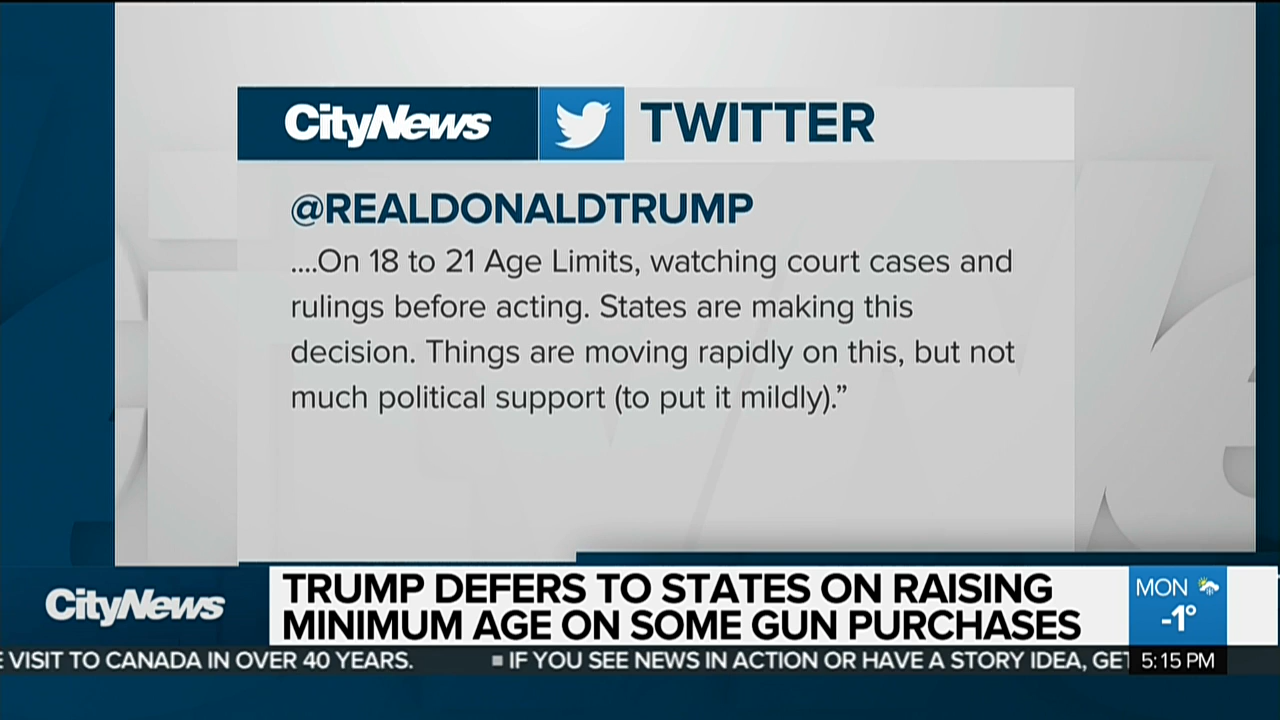 CityNews TWITTER
@REALDONALDTRUMP
....On 18 to 21 Age Limits, watching court cases and
rulings before acting. States are making this
decision. Things are moving rapidly on this, but not
much political support (to put it mildly).”
CityNews
TRUMP DEFERS TO STATES ON RAISING
MINIMUM AGE ON SOME GUN PURCHASES
MON
-1°
E VISIT TO CANADA IN OVER 40 YEARS. ■ IF YOU SEE NEWS IN ACTION OR HAVE A STORY IDEA, GET
5:15 PM